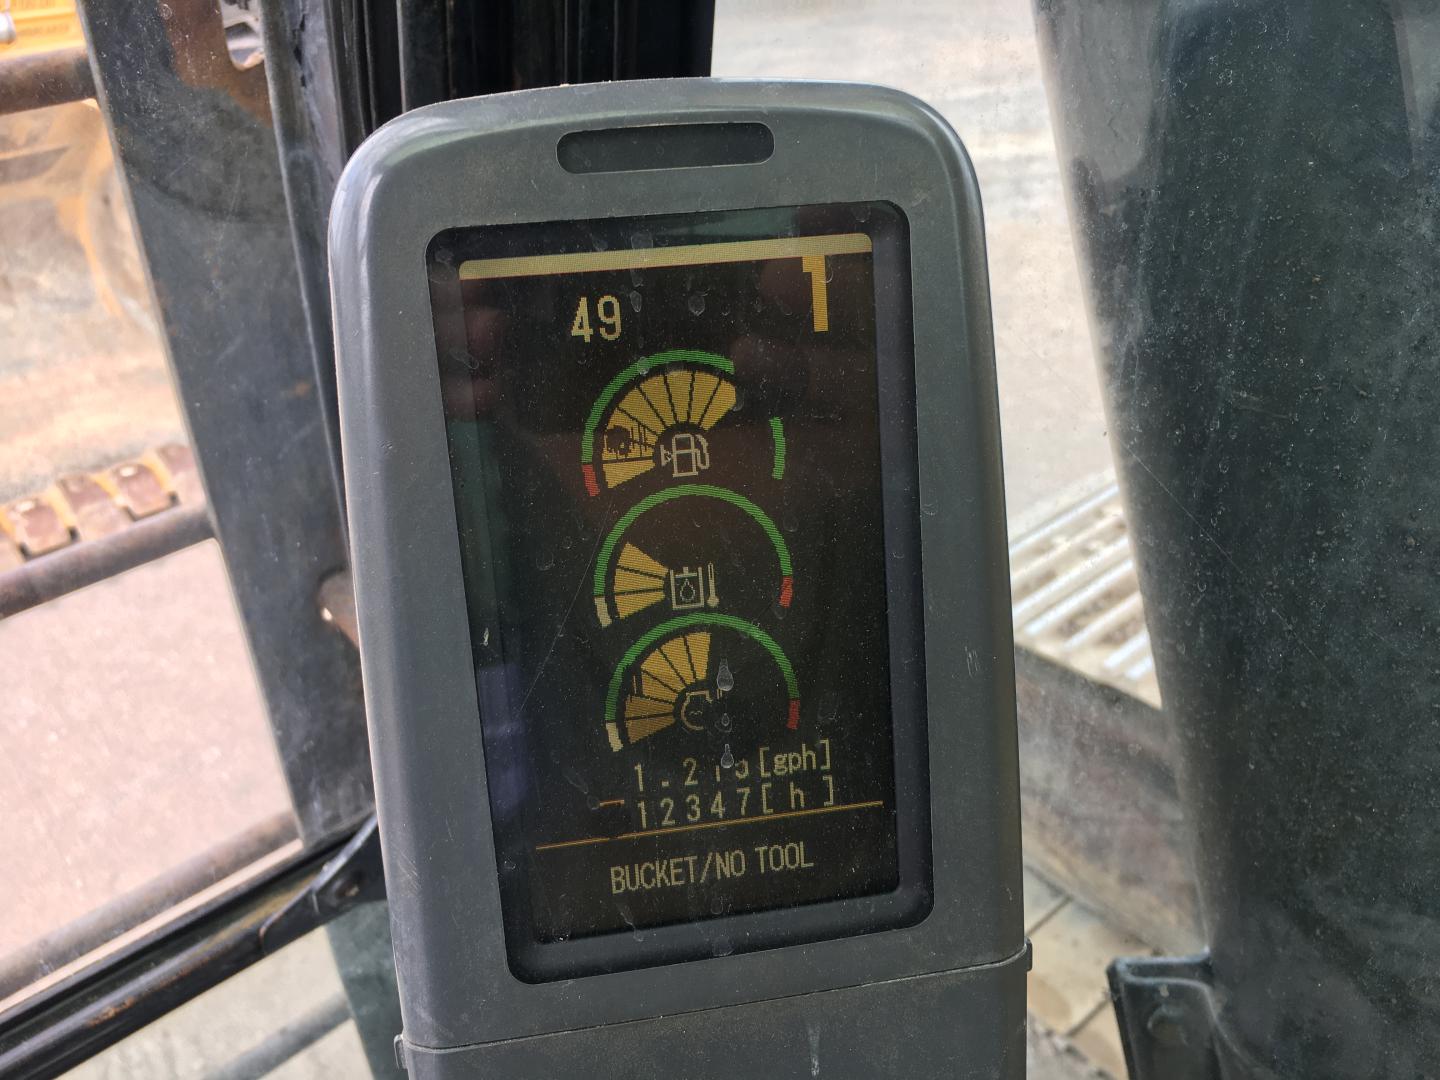 49
1
[gph]
12347[ h ]
BUCKET/NO TOOL